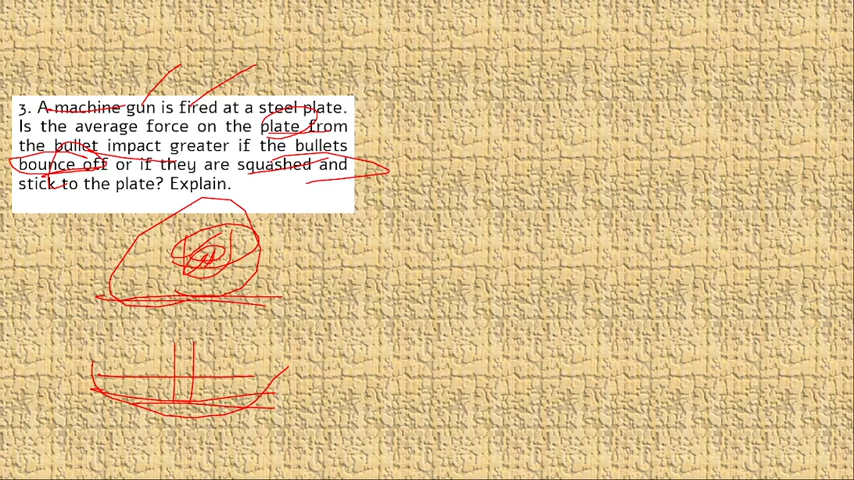 3. A machine gun is fired at a steel plate.
Is the average force on the plate from
the bullet impact greater if the bullets
bounce off or if they are squashed and
stick to the plate? Explain.